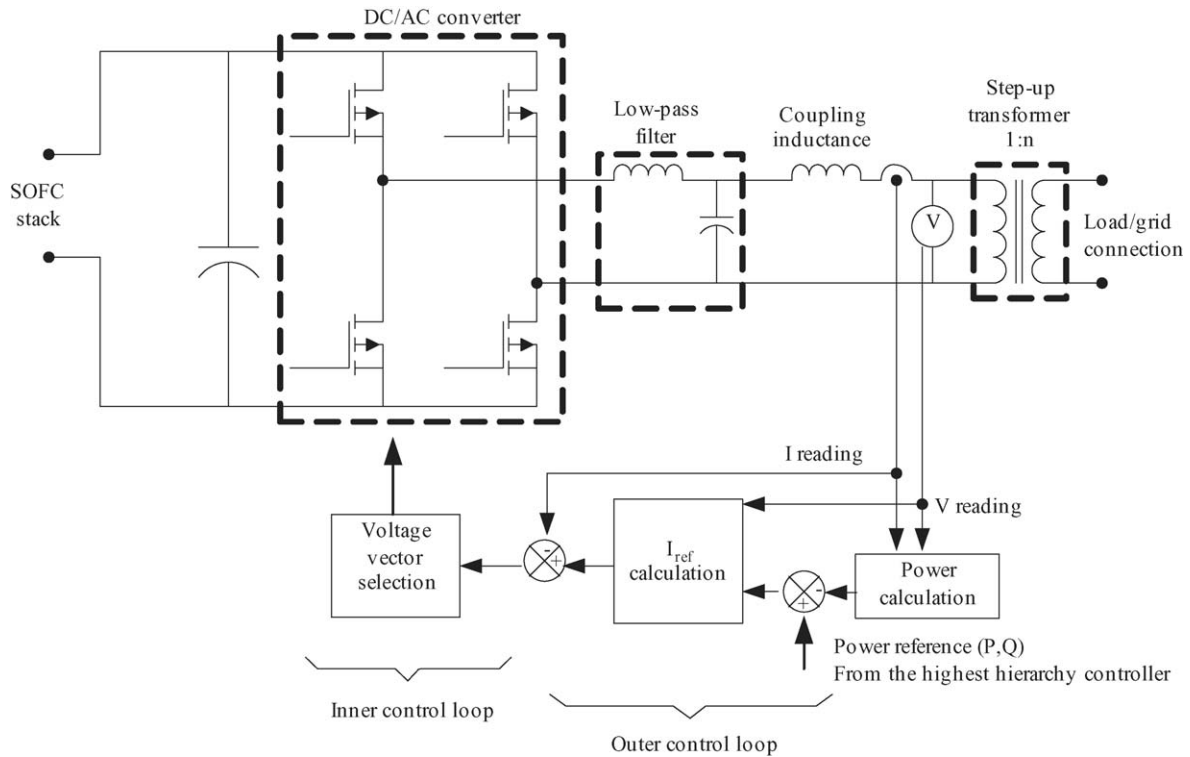 DC/AC converter
Low-pass
filter
Coupling
inductance
Step-up
transformer
1:n
SOFC
stack
V
Load/grid
connection
I reading
V reading
Voltage
vector
selection
-
+
I_ref
calculation
-
+
Power
calculation
Power reference (P,Q)
From the highest hierarchy controller
Inner control loop
Outer control loop